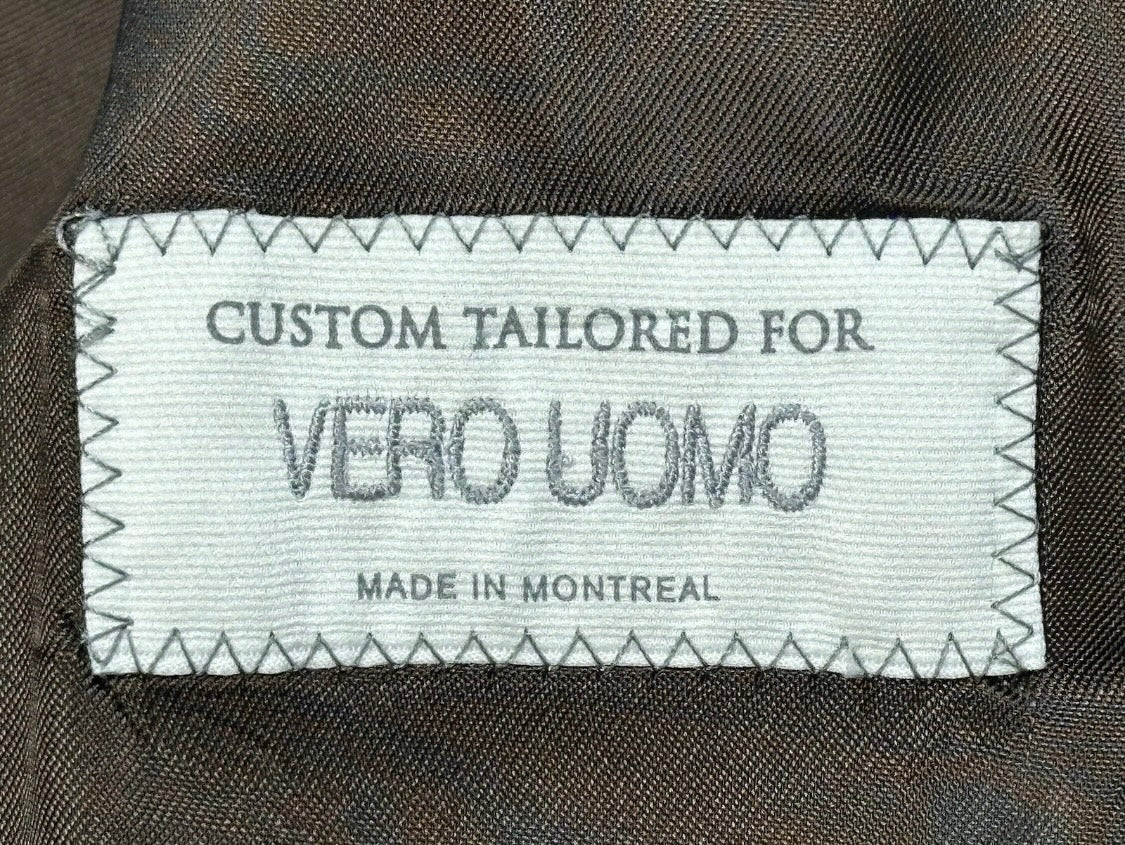 CUSTOM TAILORED FOR
VERO UOMO
MADE IN MONTREAL